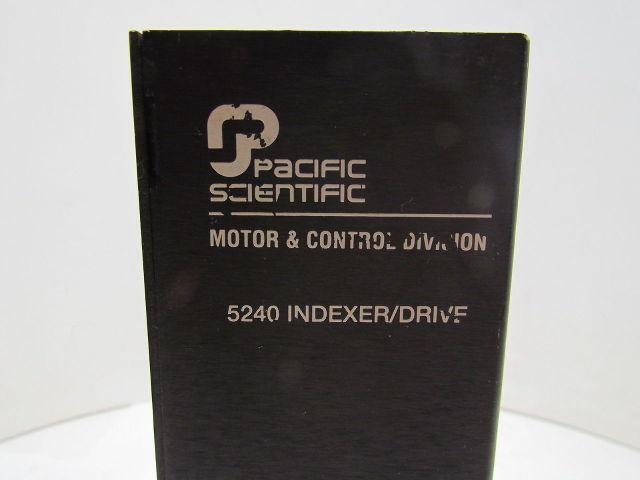 PACIFIC
SCIENTIFIC
MOTOR & CONTROL DIVISION
5240 INDEXER/DRIVE